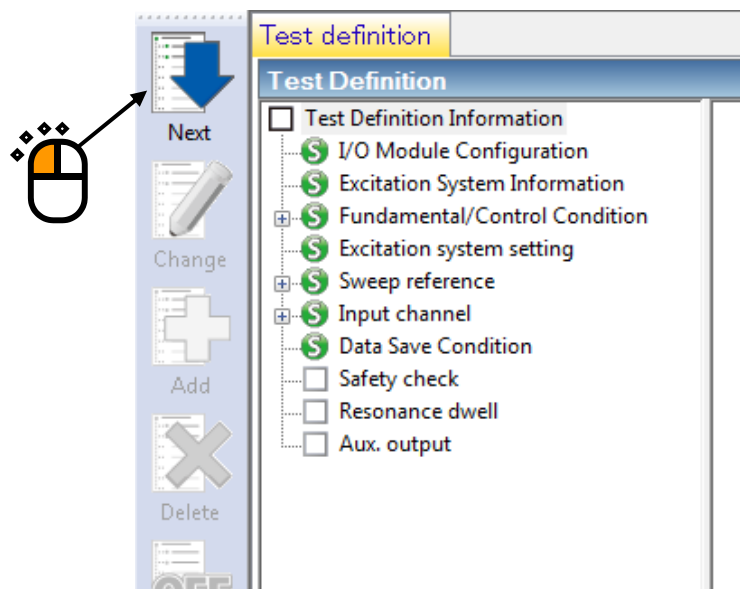 Test definition
Test Definition
Next
Change
Add
Delete
OFF
Test Definition Information
S I/O Module Configuration
S Excitation System Information
S Fundamental/Control Condition
S Excitation system setting
S Sweep reference
S Input channel
S Data Save Condition
Safety check
Resonance dwell
Aux. output